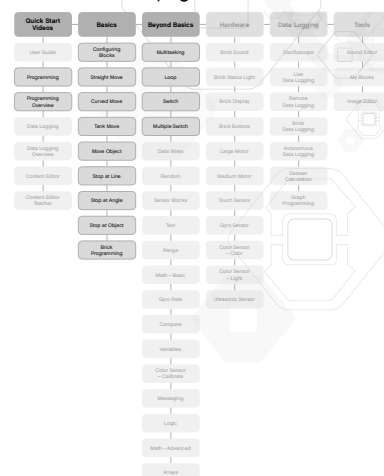 Quick Start
Videos
User Guide
Programming
Programming
Overview
Data Logging
Data Logging
Overview
Content Editor
Content Editor
Teacher
Basics
Configuring
Blocks
Straight Move
Curved Move
Tank Move
Move Object
Stop at Line
Stop at Angle
Stop at Object
Brick
Programming
Beyond Basics
Multitasking
Loop
Switch
Multiple Switch
Data Wires
Random
Sensor Blocks
Text
Range
Math – Basic
Gyro Rate
Compare
Variables
Color Sensor
– Calibrate
Messaging
Logic
Math – Advanced
Arrays
Hardware
Brick Sound
Brick Status Light
Brick Display
Brick Buttons
Large Motor
Medium Motor
Touch Sensor
Gyro Sensor
Color Sensor
– Color
Color Sensor
– Light
Ultrasonic Sensor
Data Logging
Oscilloscope
Live
Data Logging
Remote
Data Logging
Brick
Data Logging
Autonomous
Data Logging
Dataset
Calculation
Graph
Programming
Tools
Sound Editor
My Blocks
Image Editor